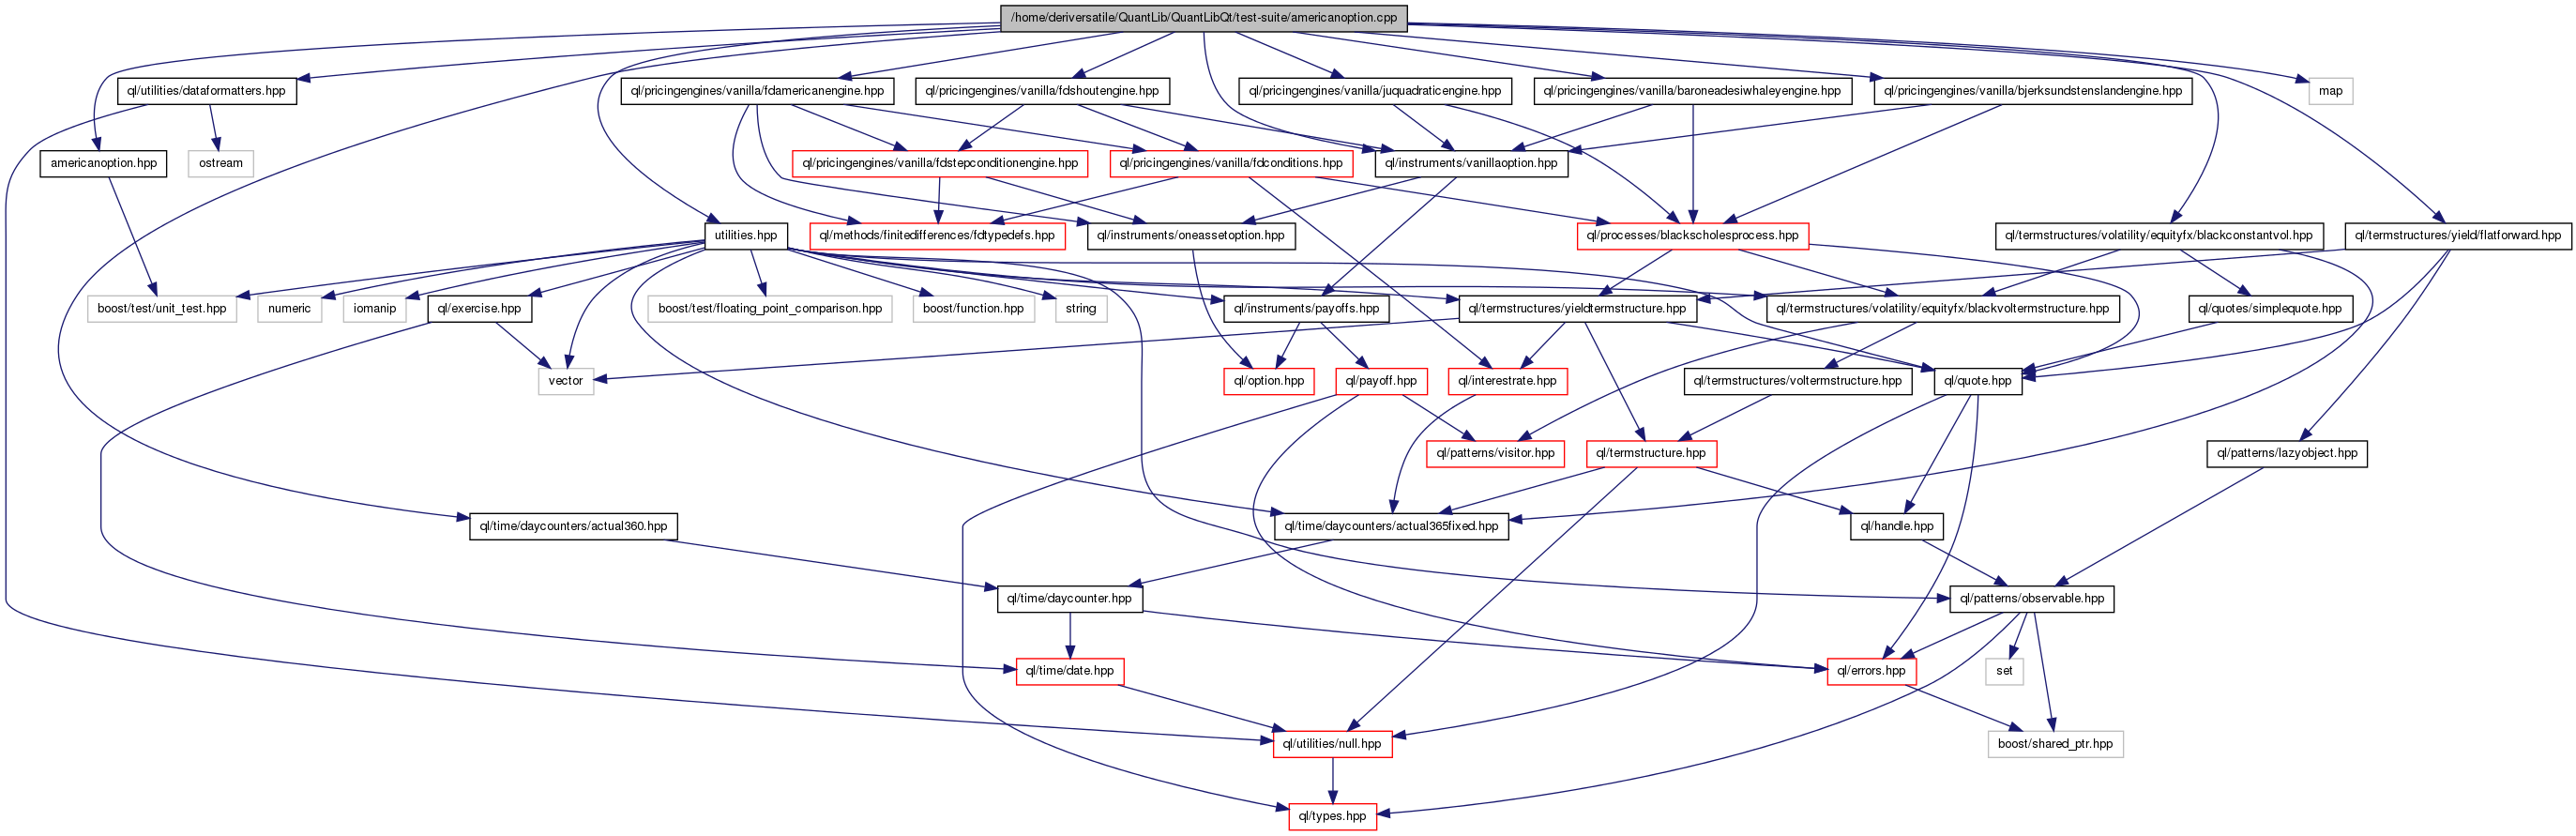 /home/deriversatile/QuantLib/QuantLibQt/test-suite/americanoption.cpp
ql/utilities/dataformatters.hpp
ql/pricingengines/vanilla/fdamericanengine.hpp
ql/pricingengines/vanilla/fdshoutengine.hpp
ql/pricingengines/vanilla/juquadraticengine.hpp
ql/pricingengines/vanilla/baroneadesiwhaleyengine.hpp
ql/pricingengines/vanilla/bjerksundstenslandengine.hpp
map
americanoption.hpp
ostream
ql/pricingengines/vanilla/fdstepconditionengine.hpp
ql/pricingengines/vanilla/fdconditions.hpp
ql/instruments/vanillaoption.hpp
utilities.hpp
ql/methods/finitedifferences/fdtypedefs.hpp
ql/instruments/oneassetoption.hpp
ql/processes/blackscholesprocess.hpp
ql/termstructures/volatility/equityfx/blackconstantvol.hpp
ql/termstructures/yield/flatforward.hpp
boost/test/unit_test.hpp
numeric
iomanip
ql/exercise.hpp
boost/test/floating_point_comparison.hpp
boost/function.hpp
string
ql/instruments/payoffs.hpp
ql/termstructures/yieldtermstructure.hpp
ql/termstructures/volatility/equityfx/blackvoltermstructure.hpp
ql/quotes/simplequote.hpp
vector
ql/option.hpp
ql/payoff.hpp
ql/interestrate.hpp
ql/termstructures/voltermstructure.hpp
ql/quote.hpp
ql/patterns/visitor.hpp
ql/termstructure.hpp
ql/patterns/lazyobject.hpp
ql/time/daycounters/actual360.hpp
ql/time/daycounters/actual365fixed.hpp
ql/handle.hpp
ql/time/daycounter.hpp
ql/patterns/observable.hpp
ql/time/date.hpp
ql/errors.hpp
set
ql/utilities/null.hpp
boost/shared_ptr.hpp
ql/types.hpp